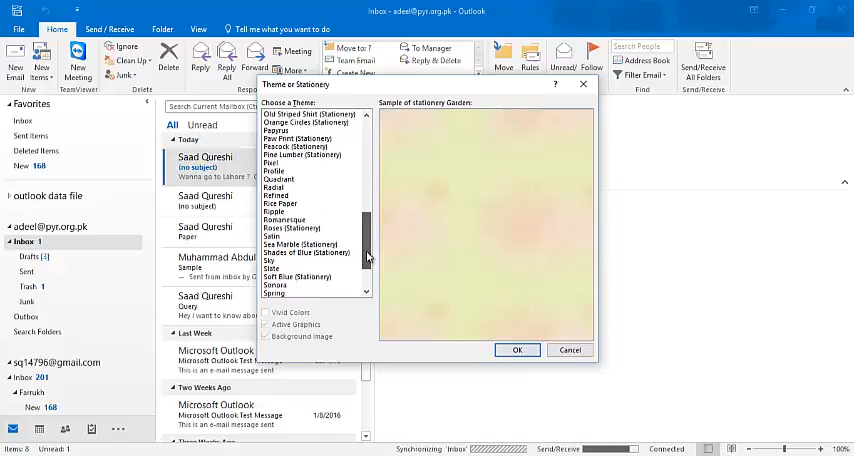 Inbox - adeel@pyr.org.pk - Outlook
File
Home
Send / Receive
Folder
View
Tell me what you want to do
New Email
New Items
New Meeting
TeamViewer
Ignore
Clean Up
Junk
Delete
Reply
Reply All
Forward
Meeting
More
Move to: ?
To Manager
Team Email
Reply & Delete
Create New
Move
Rules
Unread/
Follow
Search People
Address Book
Filter Email
Find
Send/Receive All Folders
Send/Receive
Favorites
Inbox
Sent Items
Deleted Items
New 168
outlook data file
adeel@pyr.org.pk
Inbox 1
Drafts [3]
Sent
Trash 1
Junk
Outbox
Search Folders
sq14796@gmail.com
Inbox 201
Farrukh
New 168
Search Current Mailbox (Ct
All Unread
Today
Saad Qureshi
(no subject)
Wanna go to Lahore ?
Saad Qureshi
(no subject)
Saad Qureshi
Paper
Muhammad Abdul
Sample
Sent from inbox by G
Saad Qureshi
Query
Hey I want to know
Last Week
Microsoft Outlook
Microsoft Outlook Test M
This is an e-mail message
Two Weeks Ago
Microsoft Outlook
Microsoft Outlook Test Message 1/8/2016
This is an e-mail message sent
Three Weeks Ago
Theme or Stationery
Choose a Theme:
Sample of stationery Garden:
Old Striped Shirt (Stationery)
Orange Circles (Stationery)
Papyrus
Paw Print (Stationery)
Peacock (Stationery)
Pine Lumber (Stationery)
Pixel
Profile
Quadrant
Radial
Refined
Rice Paper
Ripple
Romanesque
Roses (Stationery)
Satin
Sea Marble (Stationery)
Shades of Blue (Stationery)
Sky
Slate
Soft Blue (Stationery)
Sonora
Spring
Vivid Colors
Active Graphics
Background Image
OK
Cancel
Items: 8 Unread: 1
Synchronizing 'Inbox'
Send/Receive
Connected
100%